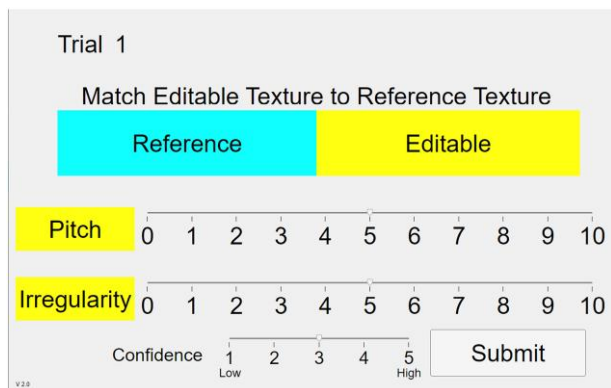 Trial 1
Match Editable Texture to Reference Texture
Reference Editable
Pitch 0 1 2 3 4 5 6 7 8 9 10
Irregularity 0 1 2 3 4 5 6 7 8 9 10
Confidence 1 2 3 4 5 Submit
Low High
V 2.0